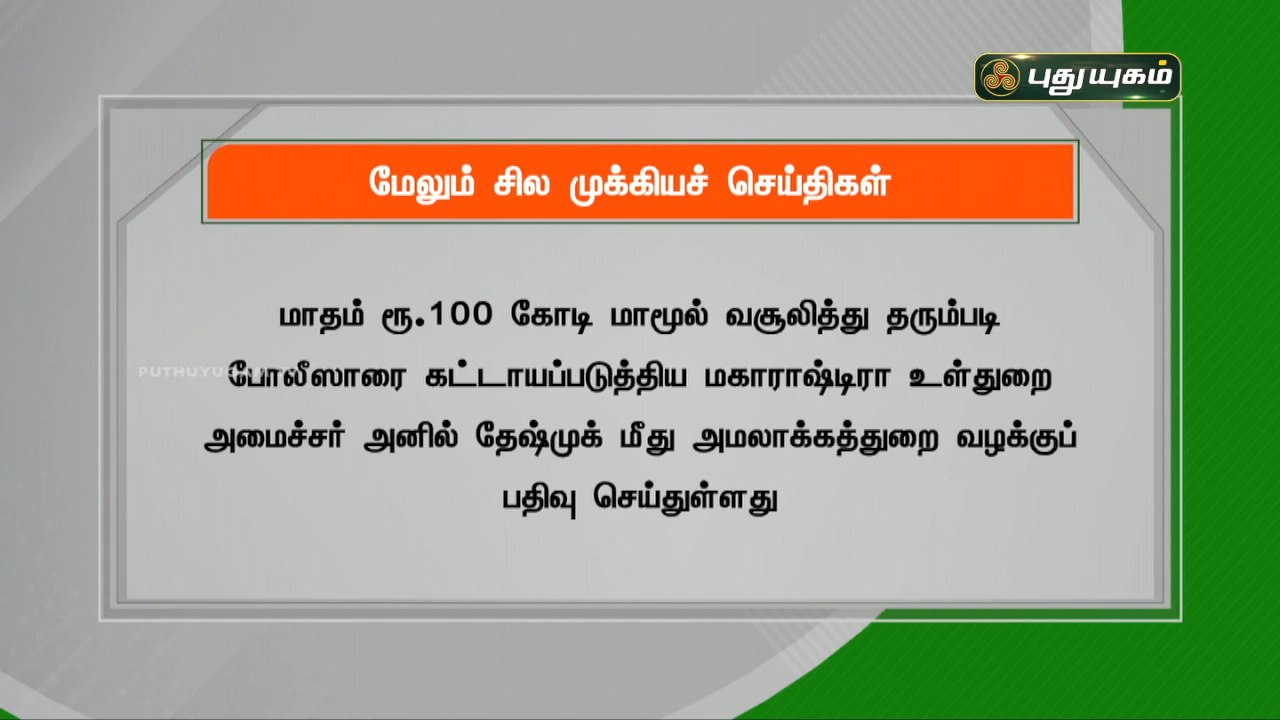 புதுயுகம்
மேலும் சில முக்கியச் செய்திகள்
மாதம் ரூ.100 கோடி மாமூல் வசூலித்து தரும்படி
போலீஸாரை கட்டாயப்படுத்திய மகாராஷ்டிரா உள்துறை
அமைச்சர் அனில் தேஷ்முக் மீது அமலாக்கத்துறை வழக்குப்
பதிவு செய்துள்ளது